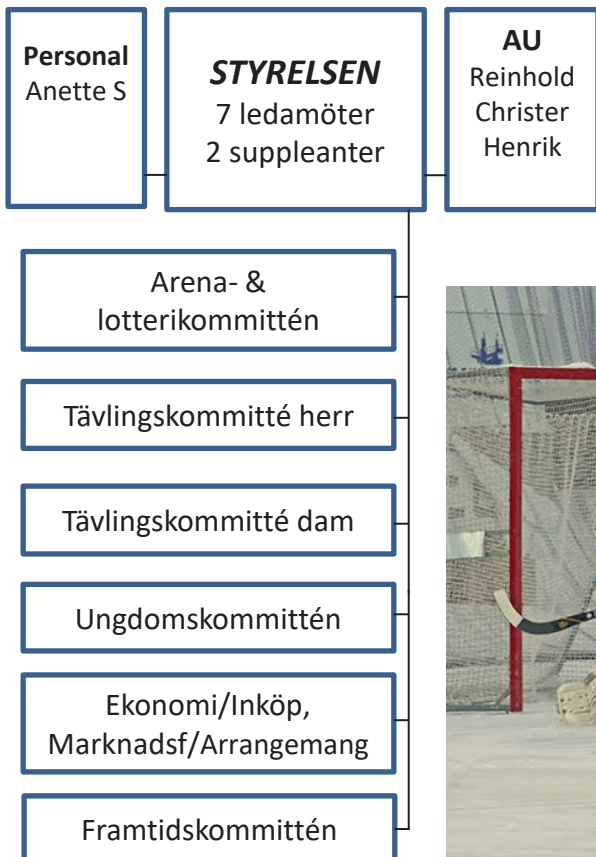 Personal
Anette S
STYRELSEN
7 ledamöter
2 suppleanter
AU
Reinhold
Christer
Henrik
Arena- &
lotterikommittén
Tävlingskommitté herr
Tävlingskommitté dam
Ungdomskommittén
Ekonomi/Inköp,
Marknadsf/Arrangemang
Framtidskommittén